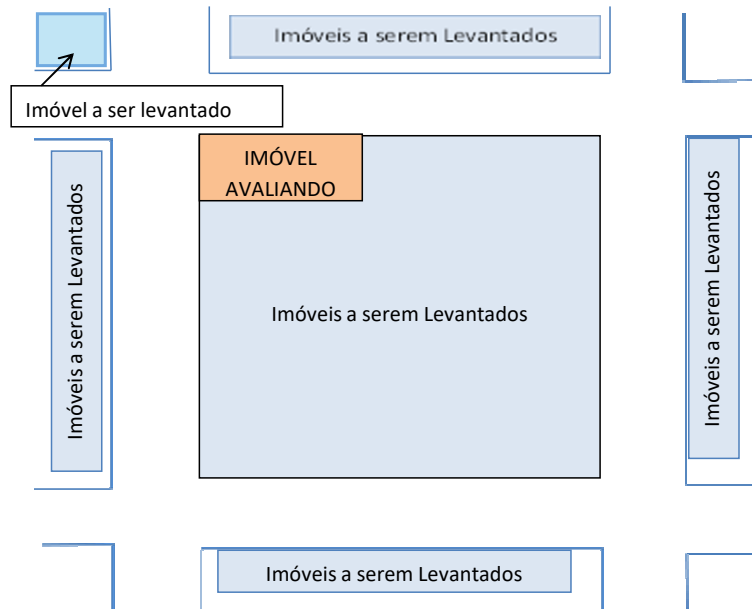 Imóveis a serem Levantados
Imóvel a ser levantado
IMÓVEL
AVALIANDO
Imóveis a serem Levantados
Imóveis a serem Levantados
Imóveis a serem Levantados
Imóveis a serem Levantados